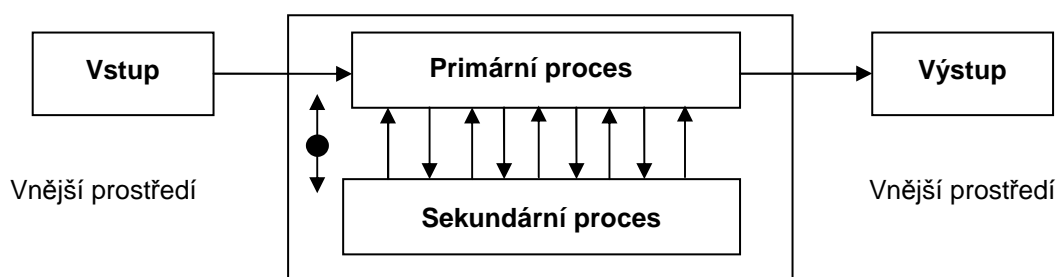 Vstup
Primární proces
Výstup
Vnější prostředí
Vnější prostředí
Sekundární proces